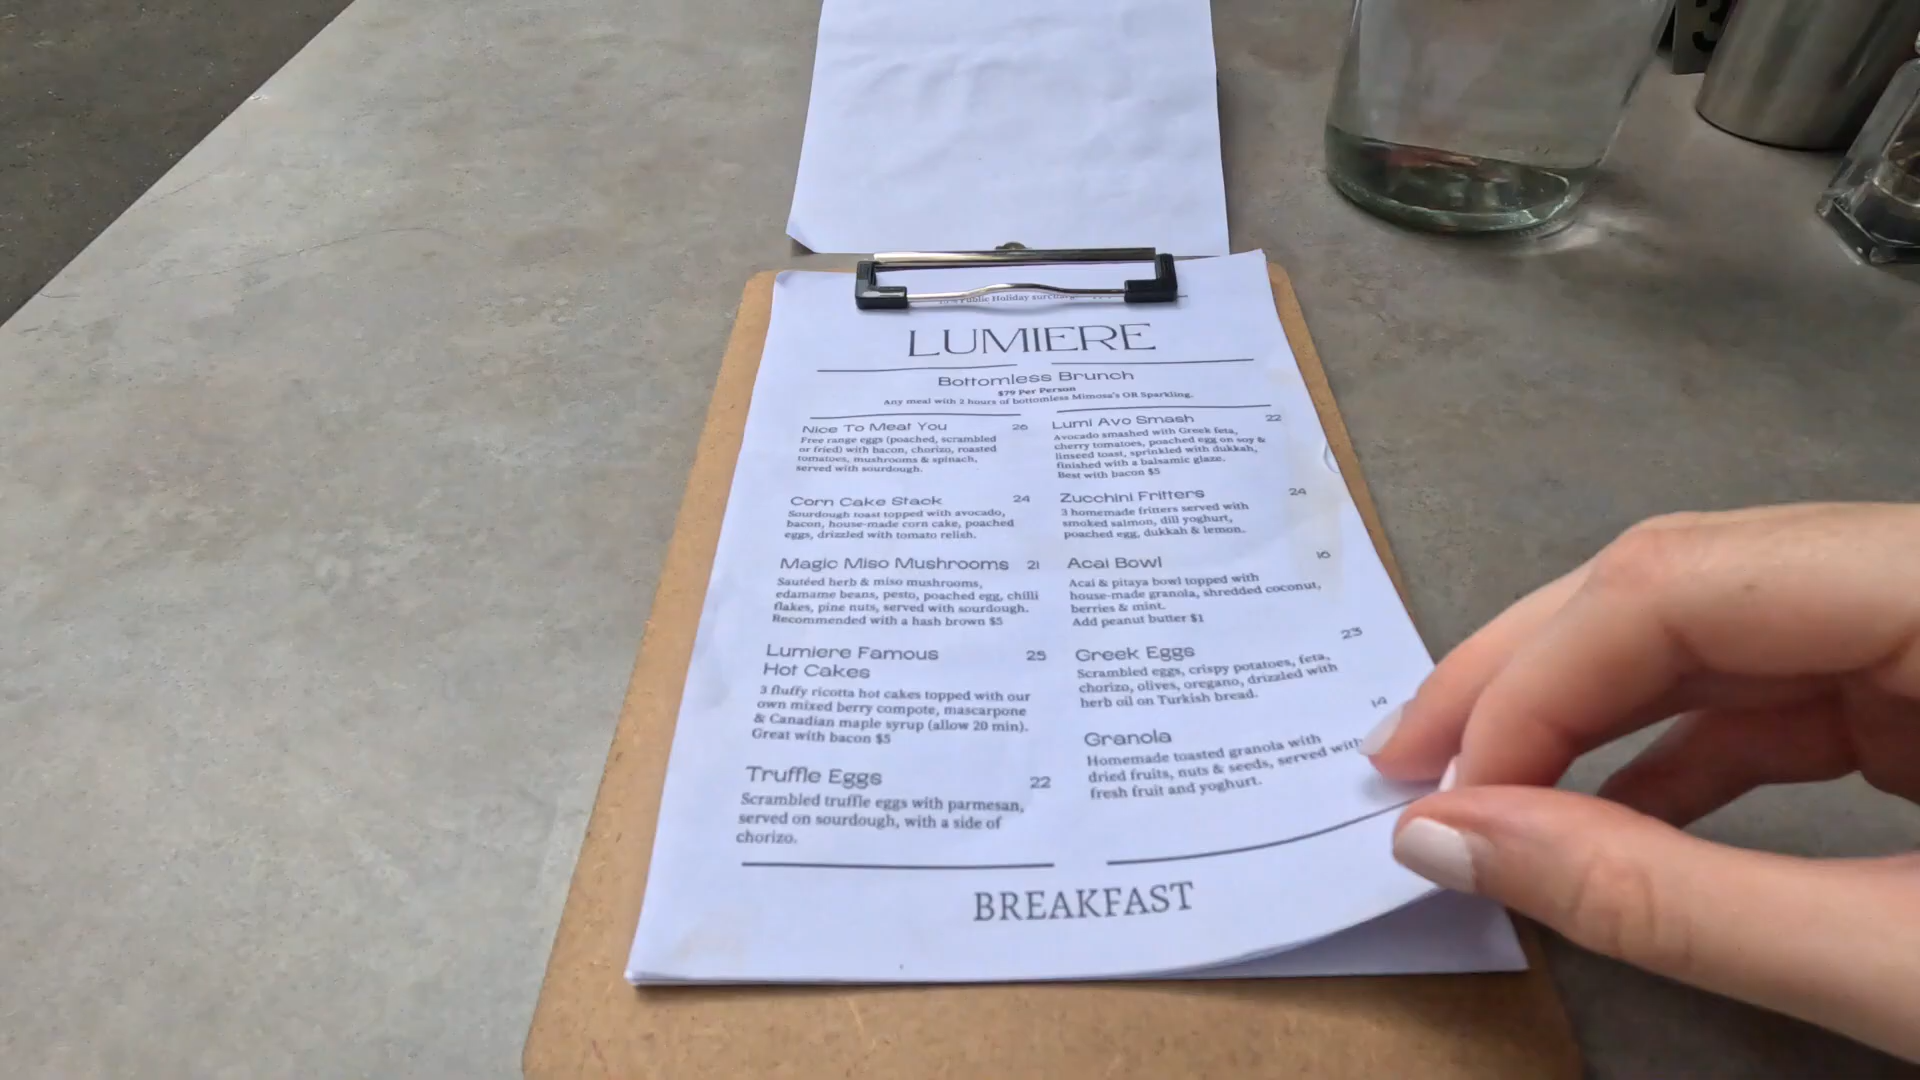 Public Holiday
LUMIERE
Bottomless Brunch
$79 Per Person
Any meal with 2 hours of bottomless Mimosa's OR Sparkling.
Nice To Meat You 26
Free range eggs (poached, scrambled
or fried) with bacon, chorizo, roasted
tomatoes, mushrooms & spinach,
served with sourdough.
Corn Cake Stack 24
Sourdough toast topped with avocado,
bacon, house-made corn cake, poached
eggs, drizzled with tomato relish.
Magic Miso Mushrooms 21
Sautéed herb & miso mushrooms,
edamame beans, pesto, poached egg, chilli
flakes, pine nuts, served with sourdough.
Recommended with a hash brown $5
Lumiere Famous 25
Hot Cakes
3 fluffy ricotta hot cakes topped with our
own mixed berry compote, mascarpone
& Canadian maple syrup (allow 20 min).
Great with bacon $5
Truffle Eggs 22
Scrambled truffle eggs with parmesan,
served on sourdough, with a side of
chorizo.
Lumi Avo Smash 22
Avocado smashed with Greek feta,
cherry tomatoes, poached egg on soy &
linseed toast, sprinkled with dukkah,
finished with a balsamic glaze.
Best with bacon $5
Zucchini Fritters 24
3 homemade fritters served with
smoked salmon, dill yoghurt,
poached egg, dukkah & lemon.
Acai Bowl
Acai & pitaya bowl topped with
house-made granola, shredded coconut,
berries & mint.
Add peanut butter $1
Greek Eggs 23
Scrambled eggs, crispy potatoes, feta,
chorizo, olives, oregano, drizzled with
herb oil on Turkish bread.
Granola 14
Homemade toasted granola with
dried fruits, nuts & seeds, served with
fresh fruit and yoghurt.
BREAKFAST
3